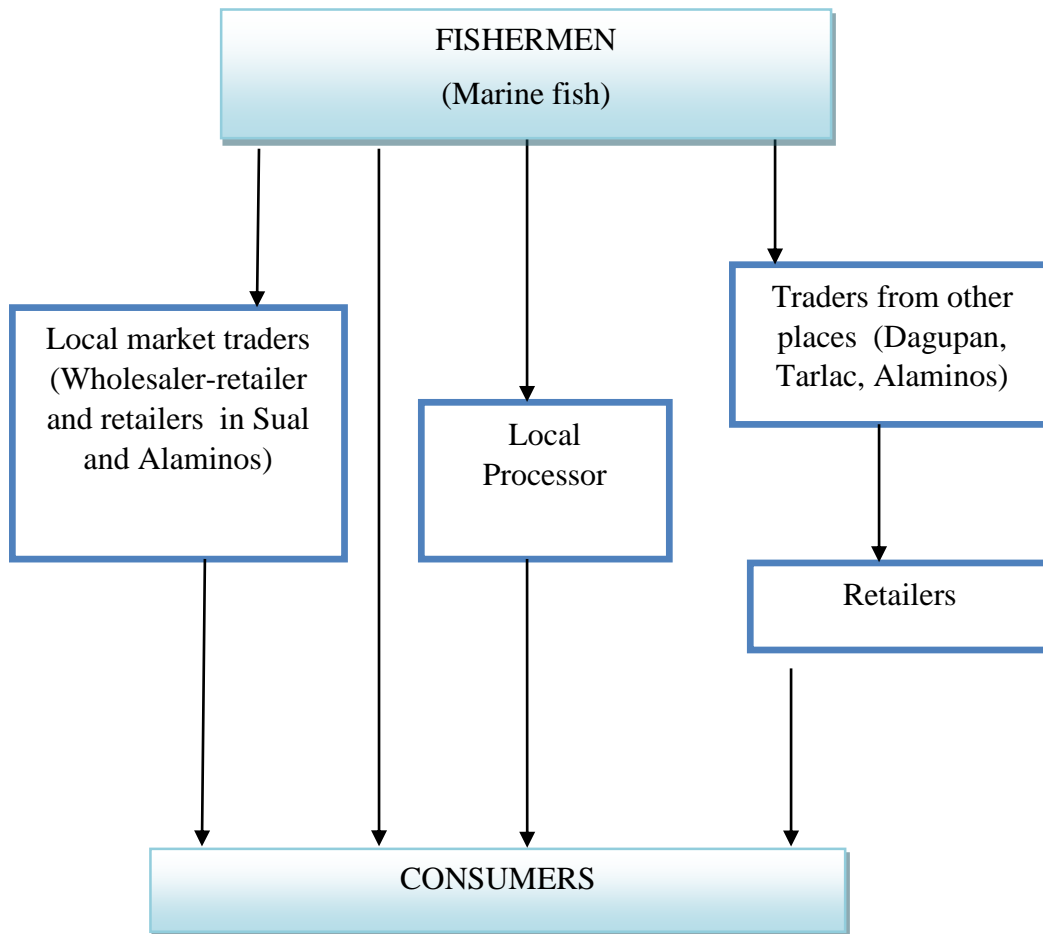 FISHERMEN
(Marine fish)
Local market traders
(Wholesaler-retailer
and retailers in Sual
and Alaminos)
Local
Processor
Traders from other
places (Dagupan,
Tarlac, Alaminos)
Retailers
CONSUMERS